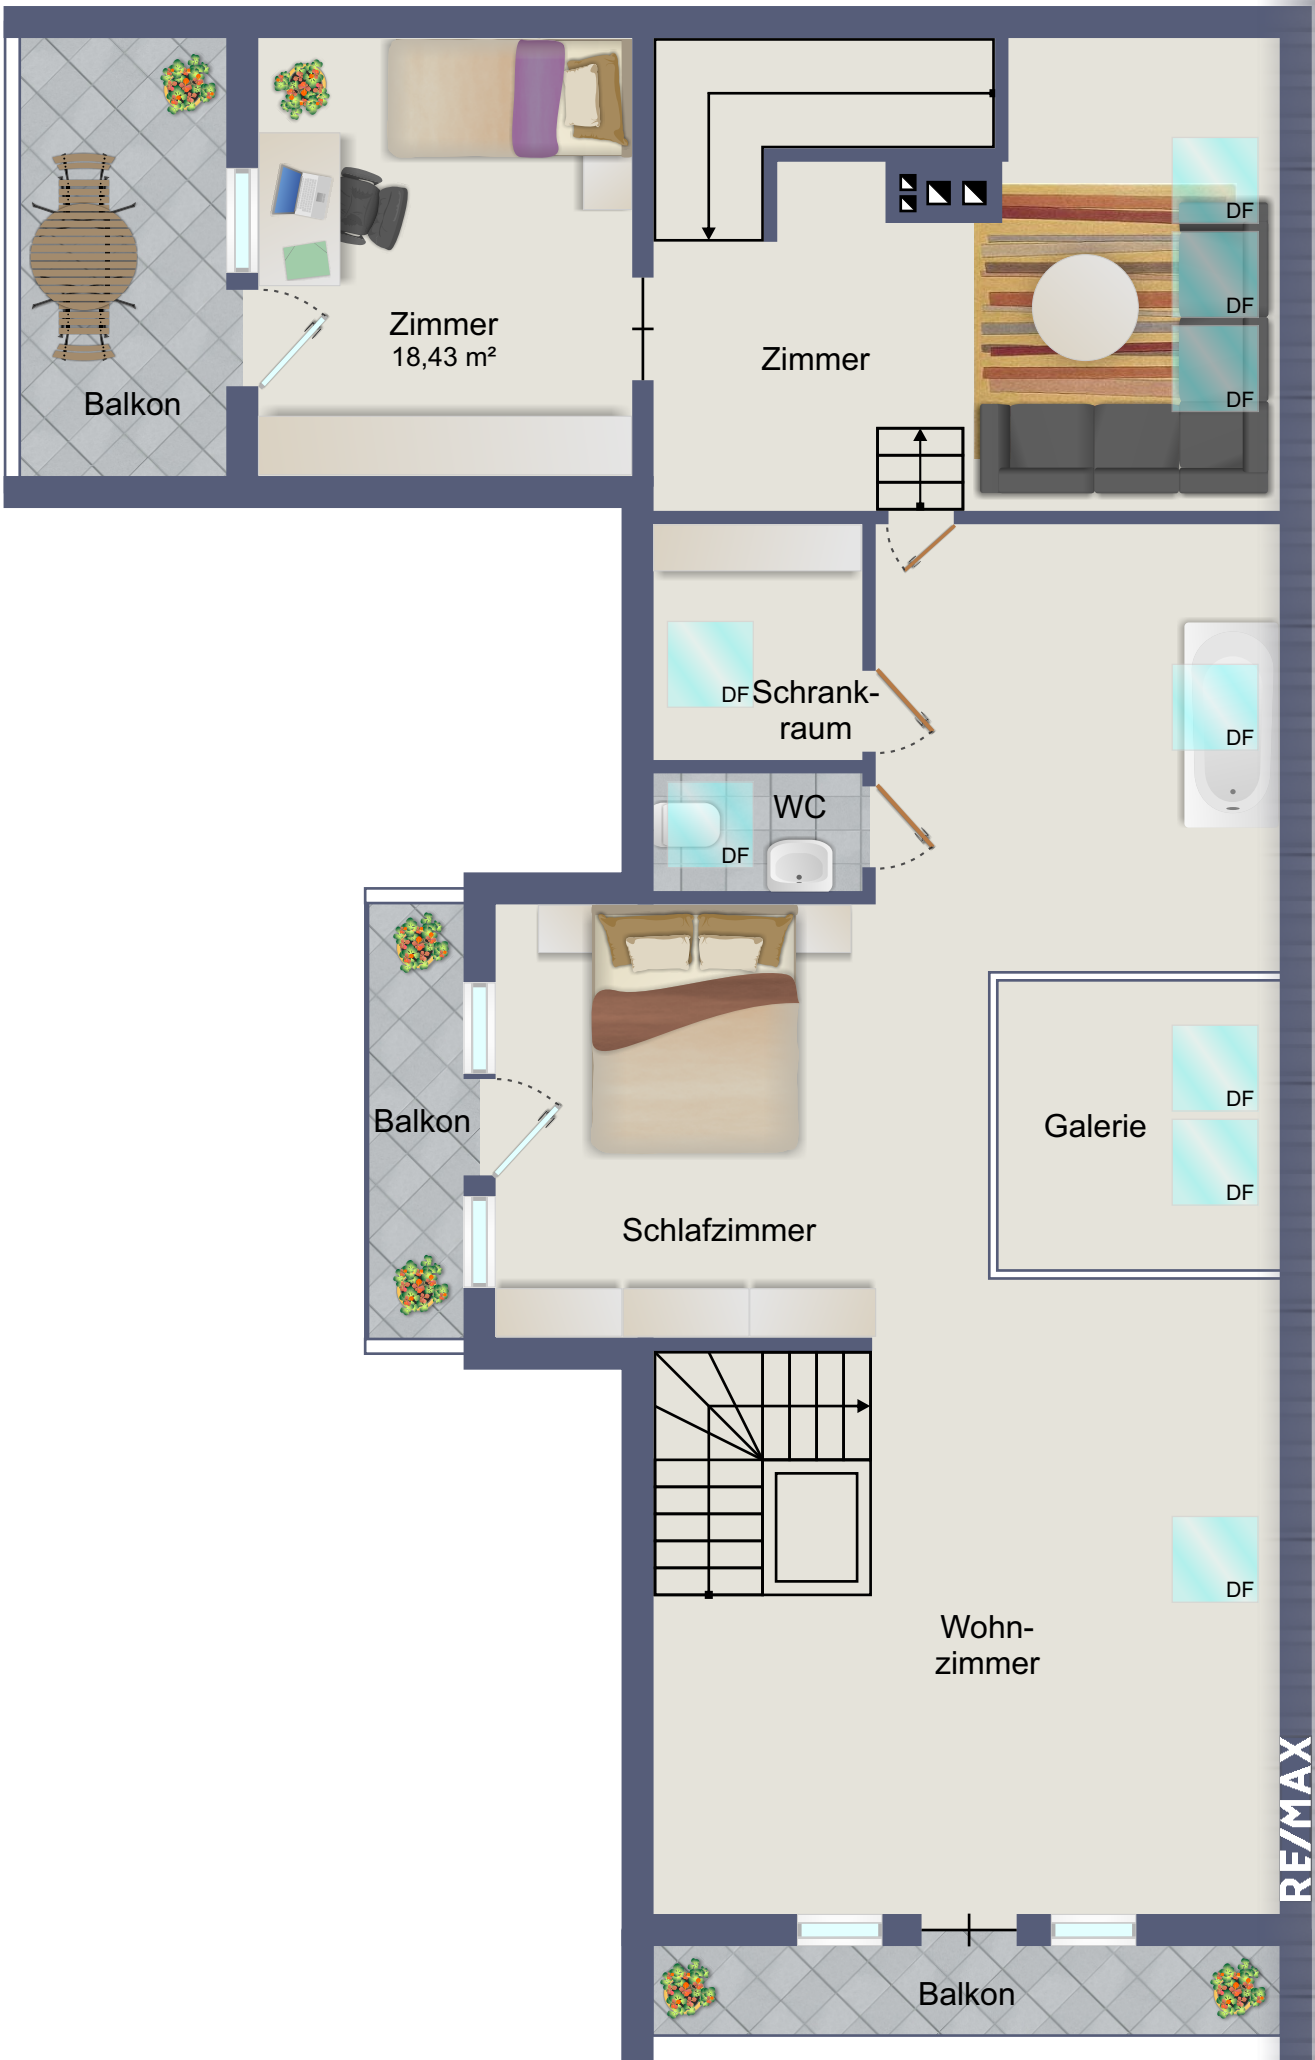 DF
DF
Zimmer
18,43 m²
Zimmer
DF
Balkon
DF
Schrank-
raum
DF
WC
DF
DF
Balkon
Galerie
DF
DF
Schlafzimmer
DF
Wohn-
zimmer
RE/MAX
Balkon